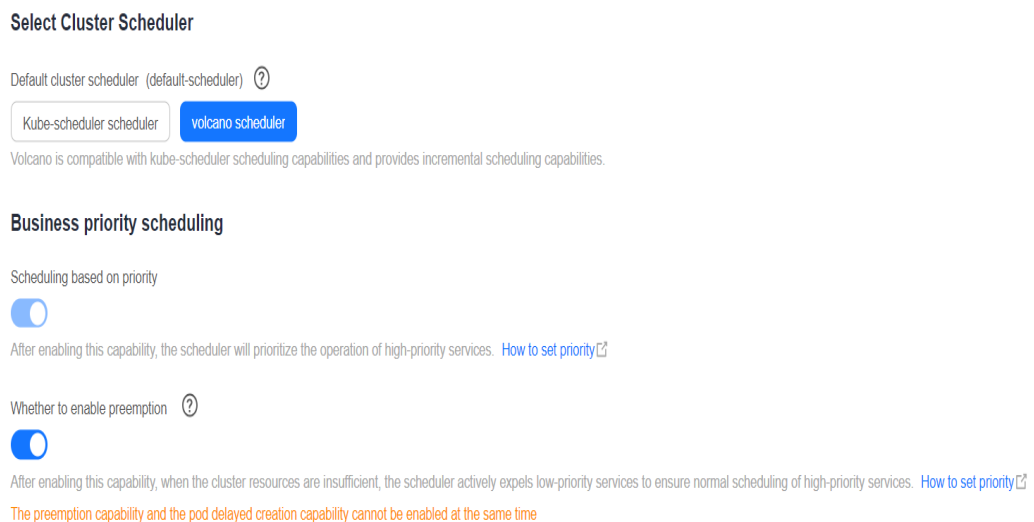 Select Cluster Scheduler
Default cluster scheduler (default-scheduler) ?
Kube-scheduler scheduler volcano scheduler
Volcano is compatible with kube-scheduler scheduling capabilities and provides incremental scheduling capabilities.
Business priority scheduling
Scheduling based on priority
After enabling this capability, the scheduler will prioritize the operation of high-priority services. How to set priority
Whether to enable preemption ?
After enabling this capability, when the cluster resources are insufficient, the scheduler actively expels low-priority services to ensure normal scheduling of high-priority services. How to set priority
The preemption capability and the pod delayed creation capability cannot be enabled at the same time